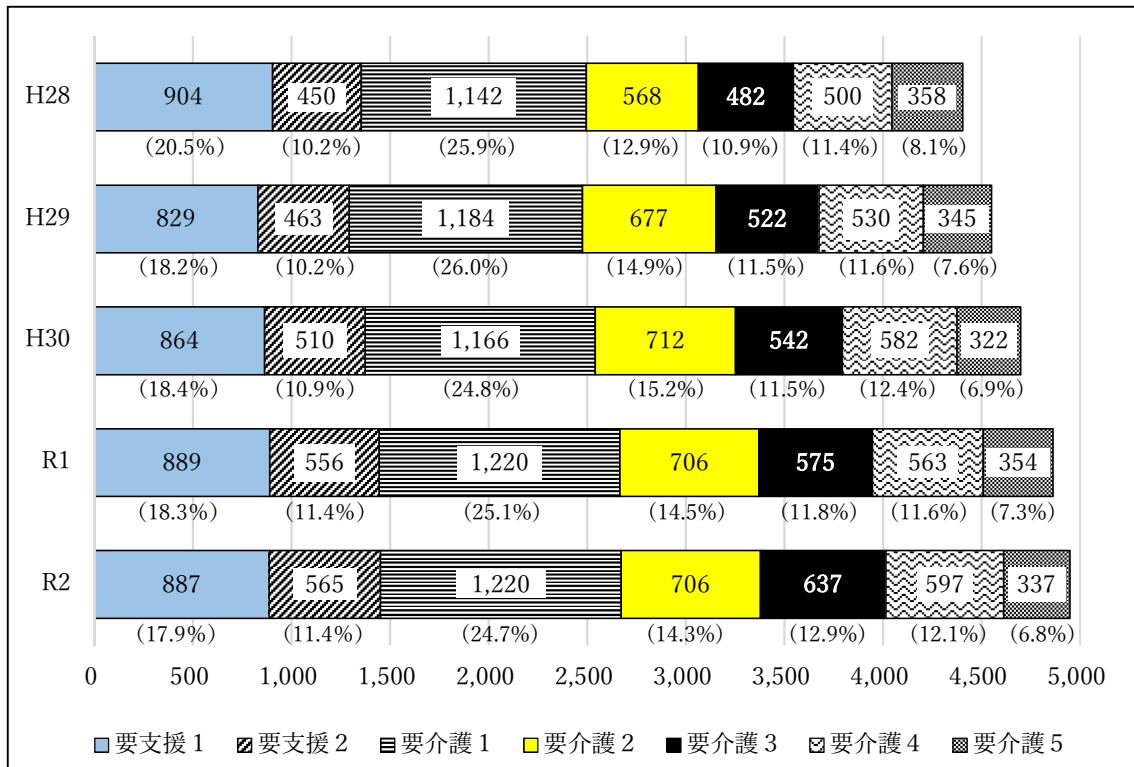 H28 904 450 1,142 568 482 500 358
(20.5%) (10.2%) (25.9%) (12.9%) (10.9%) (11.4%) (8.1%)
H29 829 463 1,184 677 522 530 345
(18.2%) (10.2%) (26.0%) (14.9%) (11.5%) (11.6%) (7.6%)
H30 864 510 1,166 712 542 582 322
(18.4%) (10.9%) (24.8%) (15.2%) (11.5%) (12.4%) (6.9%)
R1 889 556 1,220 706 575 563 354
(18.3%) (11.4%) (25.1%) (14.5%) (11.8%) (11.6%) (7.3%)
R2 887 565 1,220 706 637 597 337
(17.9%) (11.4%) (24.7%) (14.3%) (12.9%) (12.1%) (6.8%)
0 500 1,000 1,500 2,000 2,500 3,000 3,500 4,000 4,500 5,000
要支援1 要支援2 要介護1 要介護2 要介護3 要介護4 要介護5